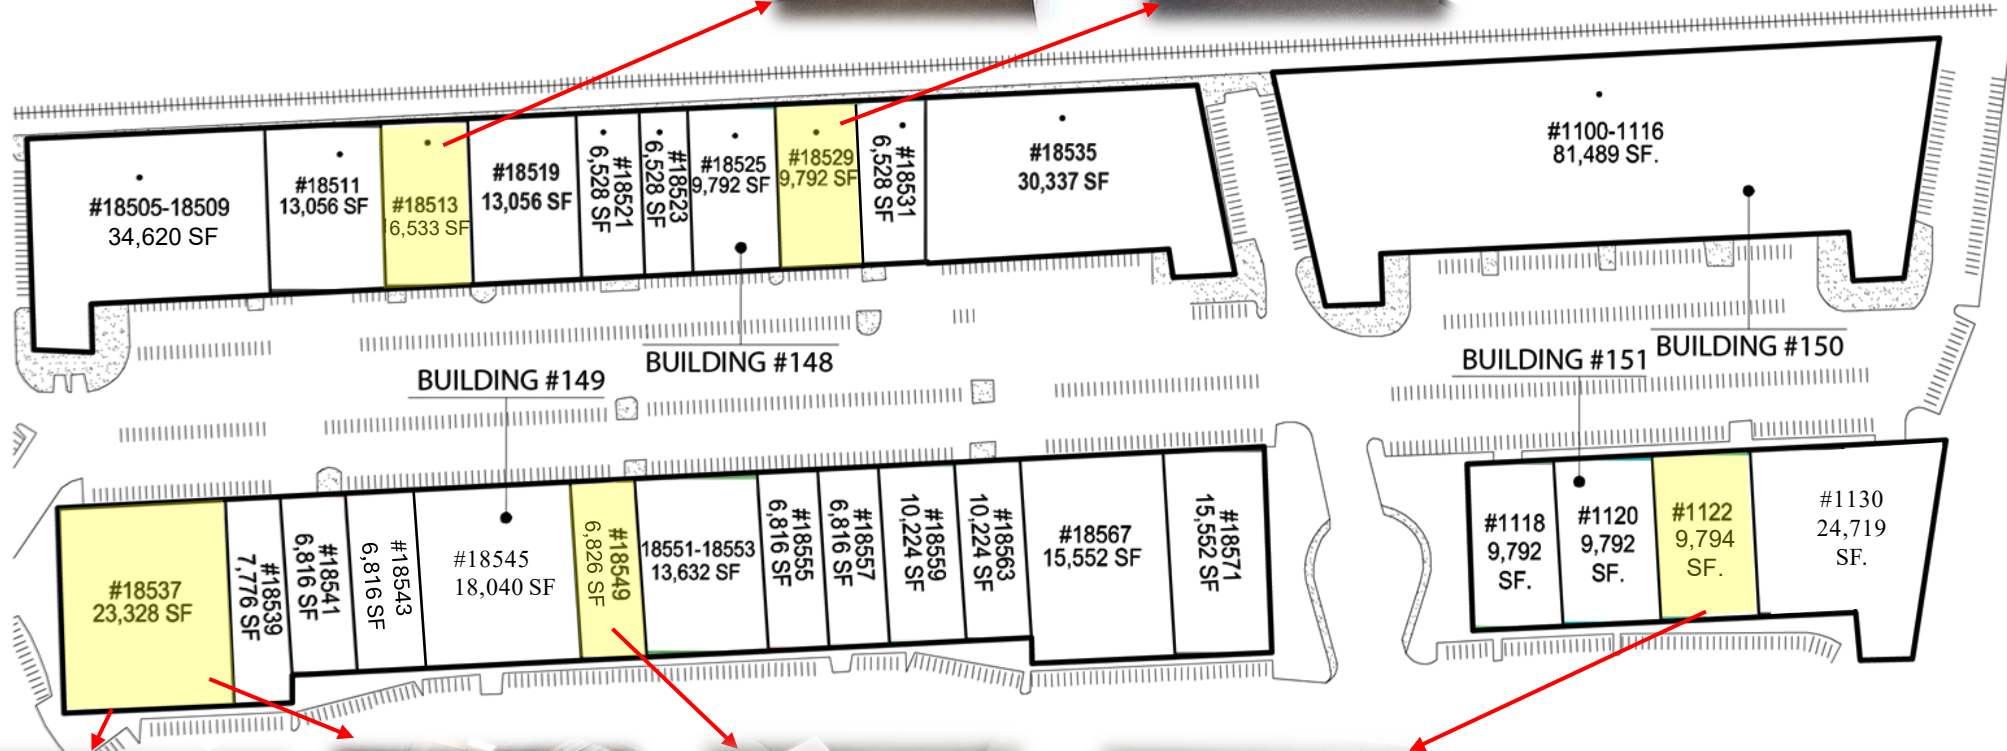 #18505-18509
34,620 SF
#18511
13,056 SF
#18513
6,533 SF
#18519
13,056 SF
#18521
6,528 SF
#18523
6,528 SF
#18525
9,792 SF
#18529
9,792 SF
#18531
6,528 SF
#18535
30,337 SF
#1100-1116
81,489 SF.
BUILDING #148
BUILDING #149
BUILDING #151
BUILDING #150
#18537
23,328 SF
#18539
7,776 SF
#18541
6,816 SF
#18543
6,816 SF
#18545
18,040 SF
#18549
6,826 SF
18551-18553
13,632 SF
#18555
6,816 SF
#18557
6,816 SF
#18559
10,224 SF
#18563
10,224 SF
#18567
15,552 SF
#18571
15,552 SF
#1118
9,792
SF.
#1120
9,792
SF.
#1122
9,794
SF.
#1130
24,719
SF.